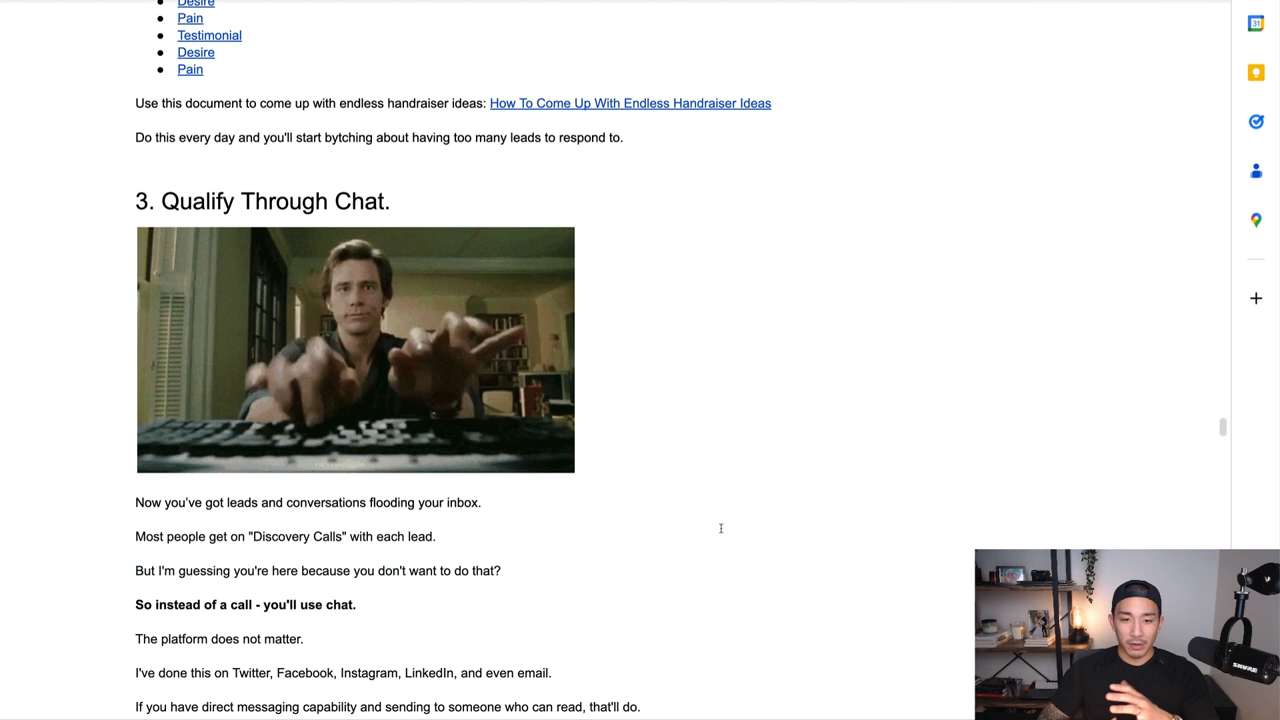 Desire
Pain
Testimonial
Desire
Pain
Use this document to come up with endless handraiser ideas: How To Come Up With Endless Handraiser Ideas
Do this every day and you'll start bytching about having too many leads to respond to.
3. Qualify Through Chat.
Now you've got leads and conversations flooding your inbox.
Most people get on "Discovery Calls" with each lead.
But I'm guessing you're here because you don't want to do that?
So instead of a call - you'll use chat.
The platform does not matter.
I've done this on Twitter, Facebook, Instagram, LinkedIn, and even email.
If you have direct messaging capability and sending to someone who can read, that'll do.
31
SHURE